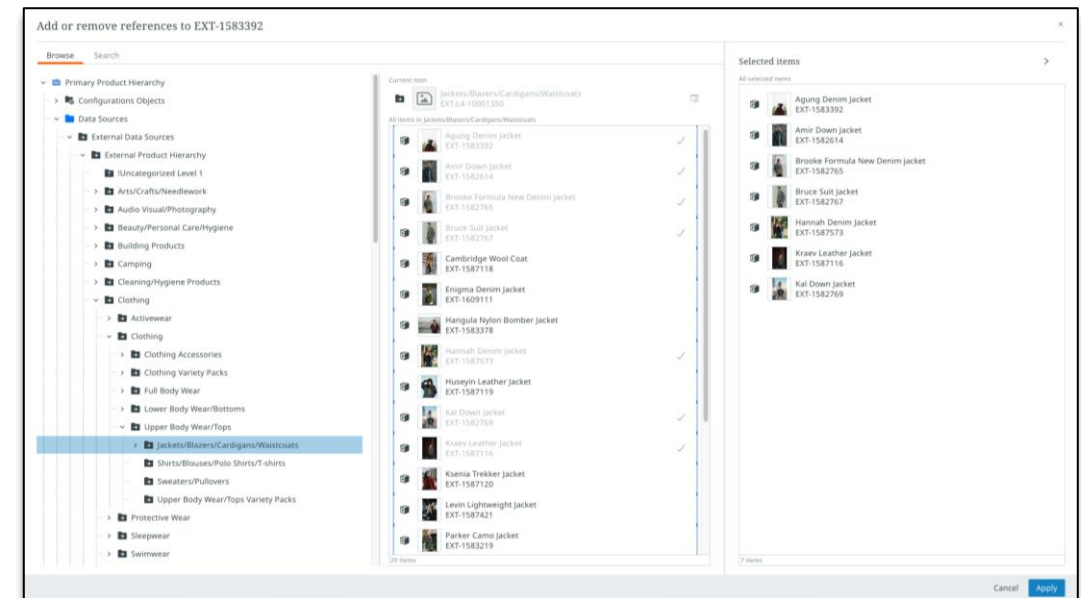 Add or remove references to EXT-1583392
Browse
Search
Primary Product Hierarchy
Configurations Objects
Data Sources
External Data Sources
External Product Hierarchy
!Uncategorized Level 1
Arts/Crafts/Needlework
Audio Visual/Photography
Beauty/Personal Care/Hygiene
Building Products
Camping
Cleaning/Hygiene Products
Clothing
Activewear
Clothing
Clothing Accessories
Clothing Variety Packs
Full Body Wear
Lower Body Wear/Bottoms
Upper Body Wear/Tops
Jackets/Blazers/Cardigans/Waistcoats
Shirts/Blouses/Polo Shirts/T-shirts
Sweaters/Pullovers
Upper Body Wear/Tops Variety Packs
Protective Wear
Sleepwear
Swimwear
Current item
Jackets/Blazers/Cardigans/Waistcoats
EXT.L4-10001350
All items in Jackets/Blazers/Cardigans/Waistcoats
Agung Denim Jacket
EXT-1583392
Amir Down Jacket
EXT-1582614
Brooke Formula New Denim jacket
EXT-1582765
Bruce Suit Jacket
EXT-1582767
Cambridge Wool Coat
EXT-1587118
Enigma Denim Jacket
EXT-1609111
Hangula Nylon Bomber Jacket
EXT-1583378
Hannah Denim Jacket
EXT-1587573
Huseyin Leather Jacket
EXT-1587119
Kal Down Jacket
EXT-1582769
Kraev Leather Jacket
EXT-1587116
Ksenia Trekker Jacket
EXT-1587120
Levin Lightweight Jacket
EXT-1587421
Parker Camo Jacket
EXT-1583219
20 items
Selected items
All selected items
Agung Denim Jacket
EXT-1583392
Amir Down Jacket
EXT-1582614
Brooke Formula New Denim jacket
EXT-1582765
Bruce Suit Jacket
EXT-1582767
Hannah Denim Jacket
EXT-1587573
Kraev Leather Jacket
EXT-1587116
Kal Down Jacket
EXT-1582769
7 items
Cancel
Apply